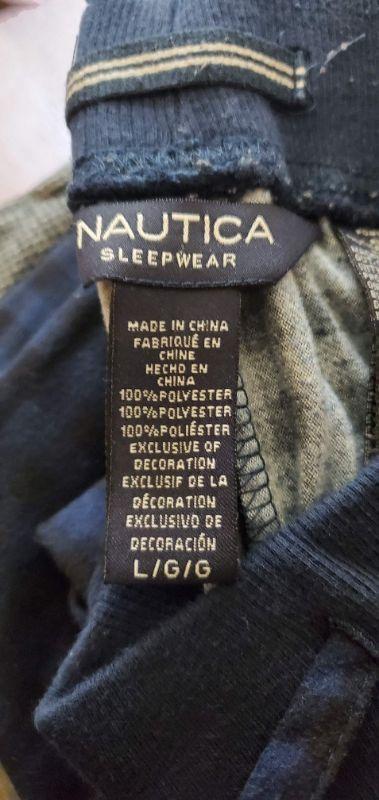 NAUTICA
SLEEPWEAR
MADE IN CHINA
FABRIQUÉ EN
CHINE
HECHO EN
CHINA
100%POLYESTER
100%POLYESTER
100%POLIÉSTER
EXCLUSIVE OF
DECORATION
EXCLUSIF DE LA
DÉCORATION
EXCLUSIVO DE
DECORACIÓN
L/G/G